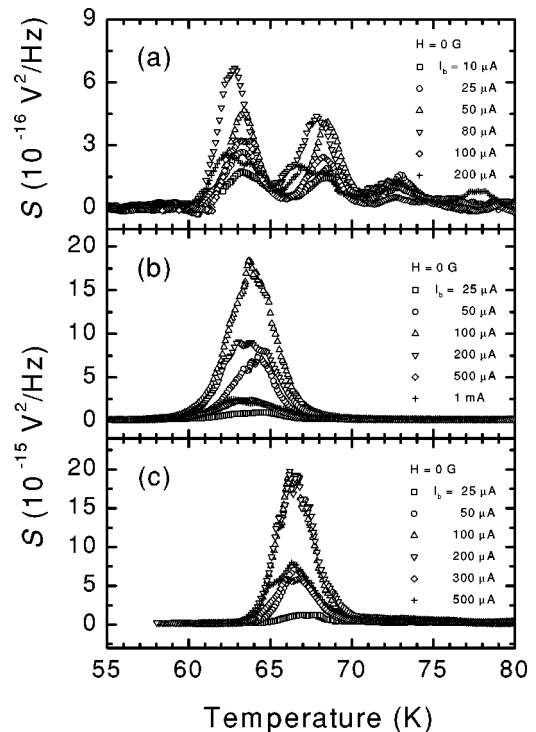 9
6
3
0
(a)
H = 0 G
I_b = 10 μA
25 μA
50 μA
80 μA
100 μA
200 μA
S (10^-16 V^2/Hz)
20
15
10
5
0
(b)
H = 0 G
I_b = 25 μA
50 μA
100 μA
200 μA
500 μA
1 mA
S (10^-15 V^2/Hz)
20
15
10
5
0
(c)
H = 0 G
I_b = 25 μA
50 μA
100 μA
200 μA
300 μA
500 μA
55 60 65 70 75 80
Temperature (K)